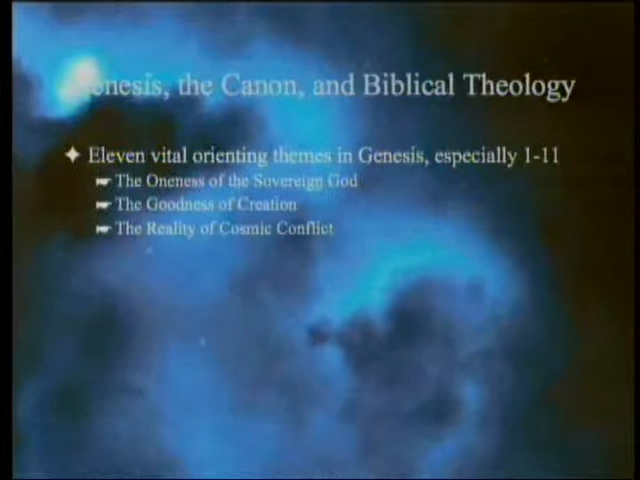 Genesis, the Canon, and Biblical Theology
Eleven vital orienting themes in Genesis, especially 1-11
The Oneness of the Sovereign God
The Goodness of Creation
The Reality of Cosmic Conflict